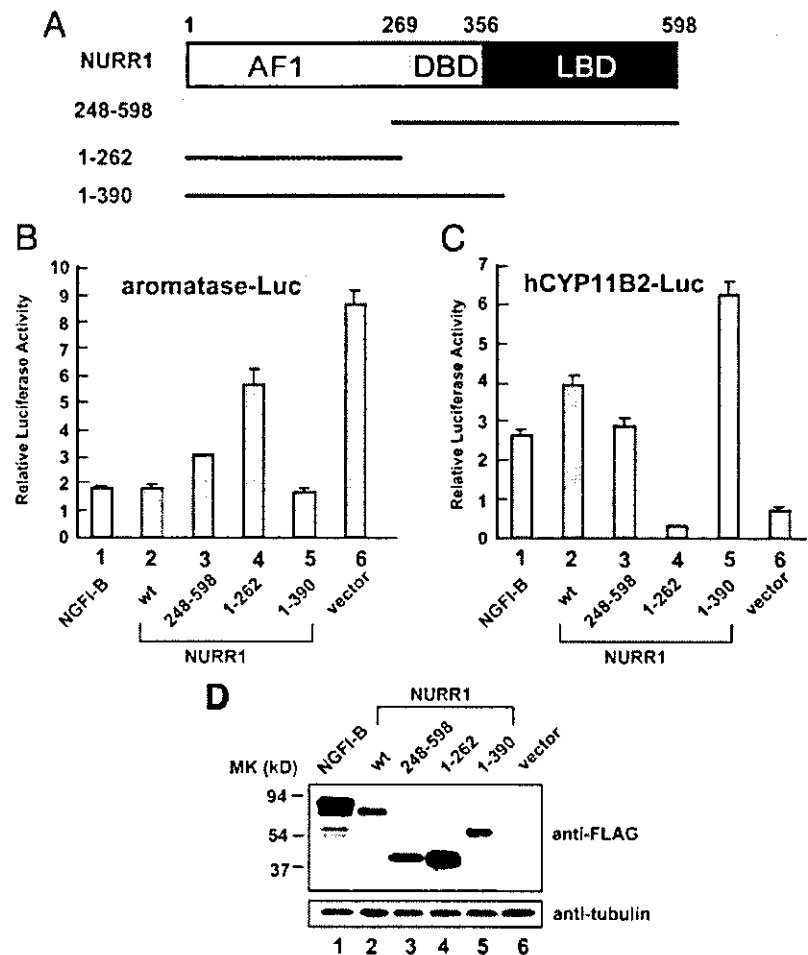 A
1 269 356 598
NURR1 AF1 DBD LBD
248-598
1-262
1-390
B
aromatase-Luc
Relative Luciferaso Activity
10
9
8
7
6
5
4
3
2
1
0
1 2 3 4 5 6
NGFI-B wt 248-598 1-262 1-390 vector
NURR1
C
hCYP11B2-Luc
Relative Luciferase Activity
7
6
5
4
3
2
1
0
1 2 3 4 5 6
NGFI-B wt 248-598 1-262 1-390 vector
NURR1
D
NURR1
MK (kD) NGFI-B wt 248-598 1-262 1-390 vector
94
54
37
anti-FLAG
anti-tubulin
1 2 3 4 5 6